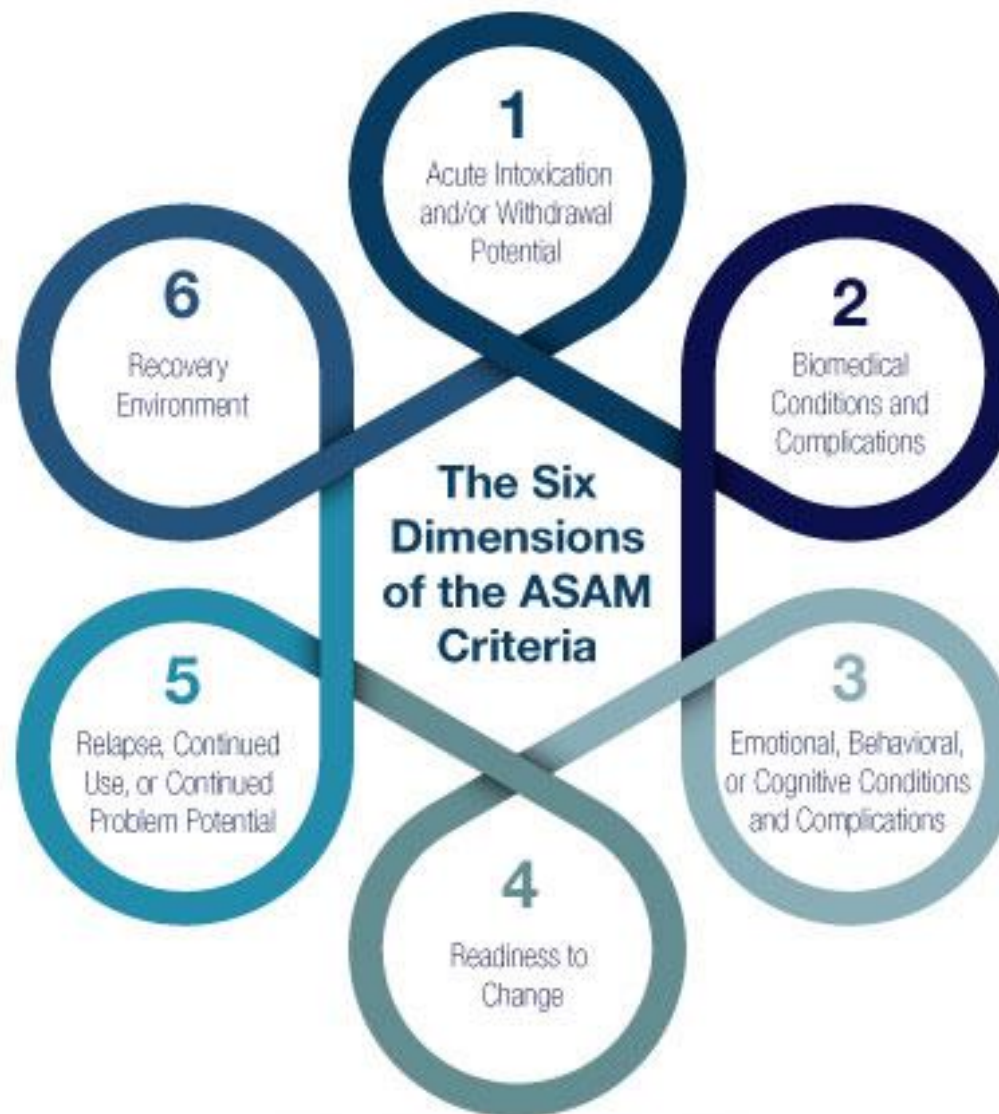 1
Acute Intoxication
and/or Withdrawal
Potential
2
Biomedical
Conditions and
Complications
3
Emotional, Behavioral,
or Cognitive Conditions
and Complications
4
Readiness to
Change
5
Relapse, Continued
Use, or Continued
Problem Potential
6
Recovery
Environment
The Six
Dimensions
of the ASAM
Criteria